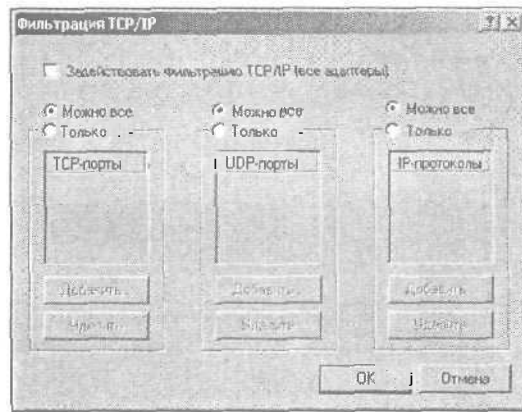 Фильтрация TCP/IP
Задействовать фильтрацию TCP/IP (все адаптеры)
Можно все
Можно все
Можно все
Только
Только
Только
TCP-порты
UDP-порты
IP-протоколы
Добавить...
Добавить...
Добавить...
Удалить
Удалить
Удалить
OK
Отмена